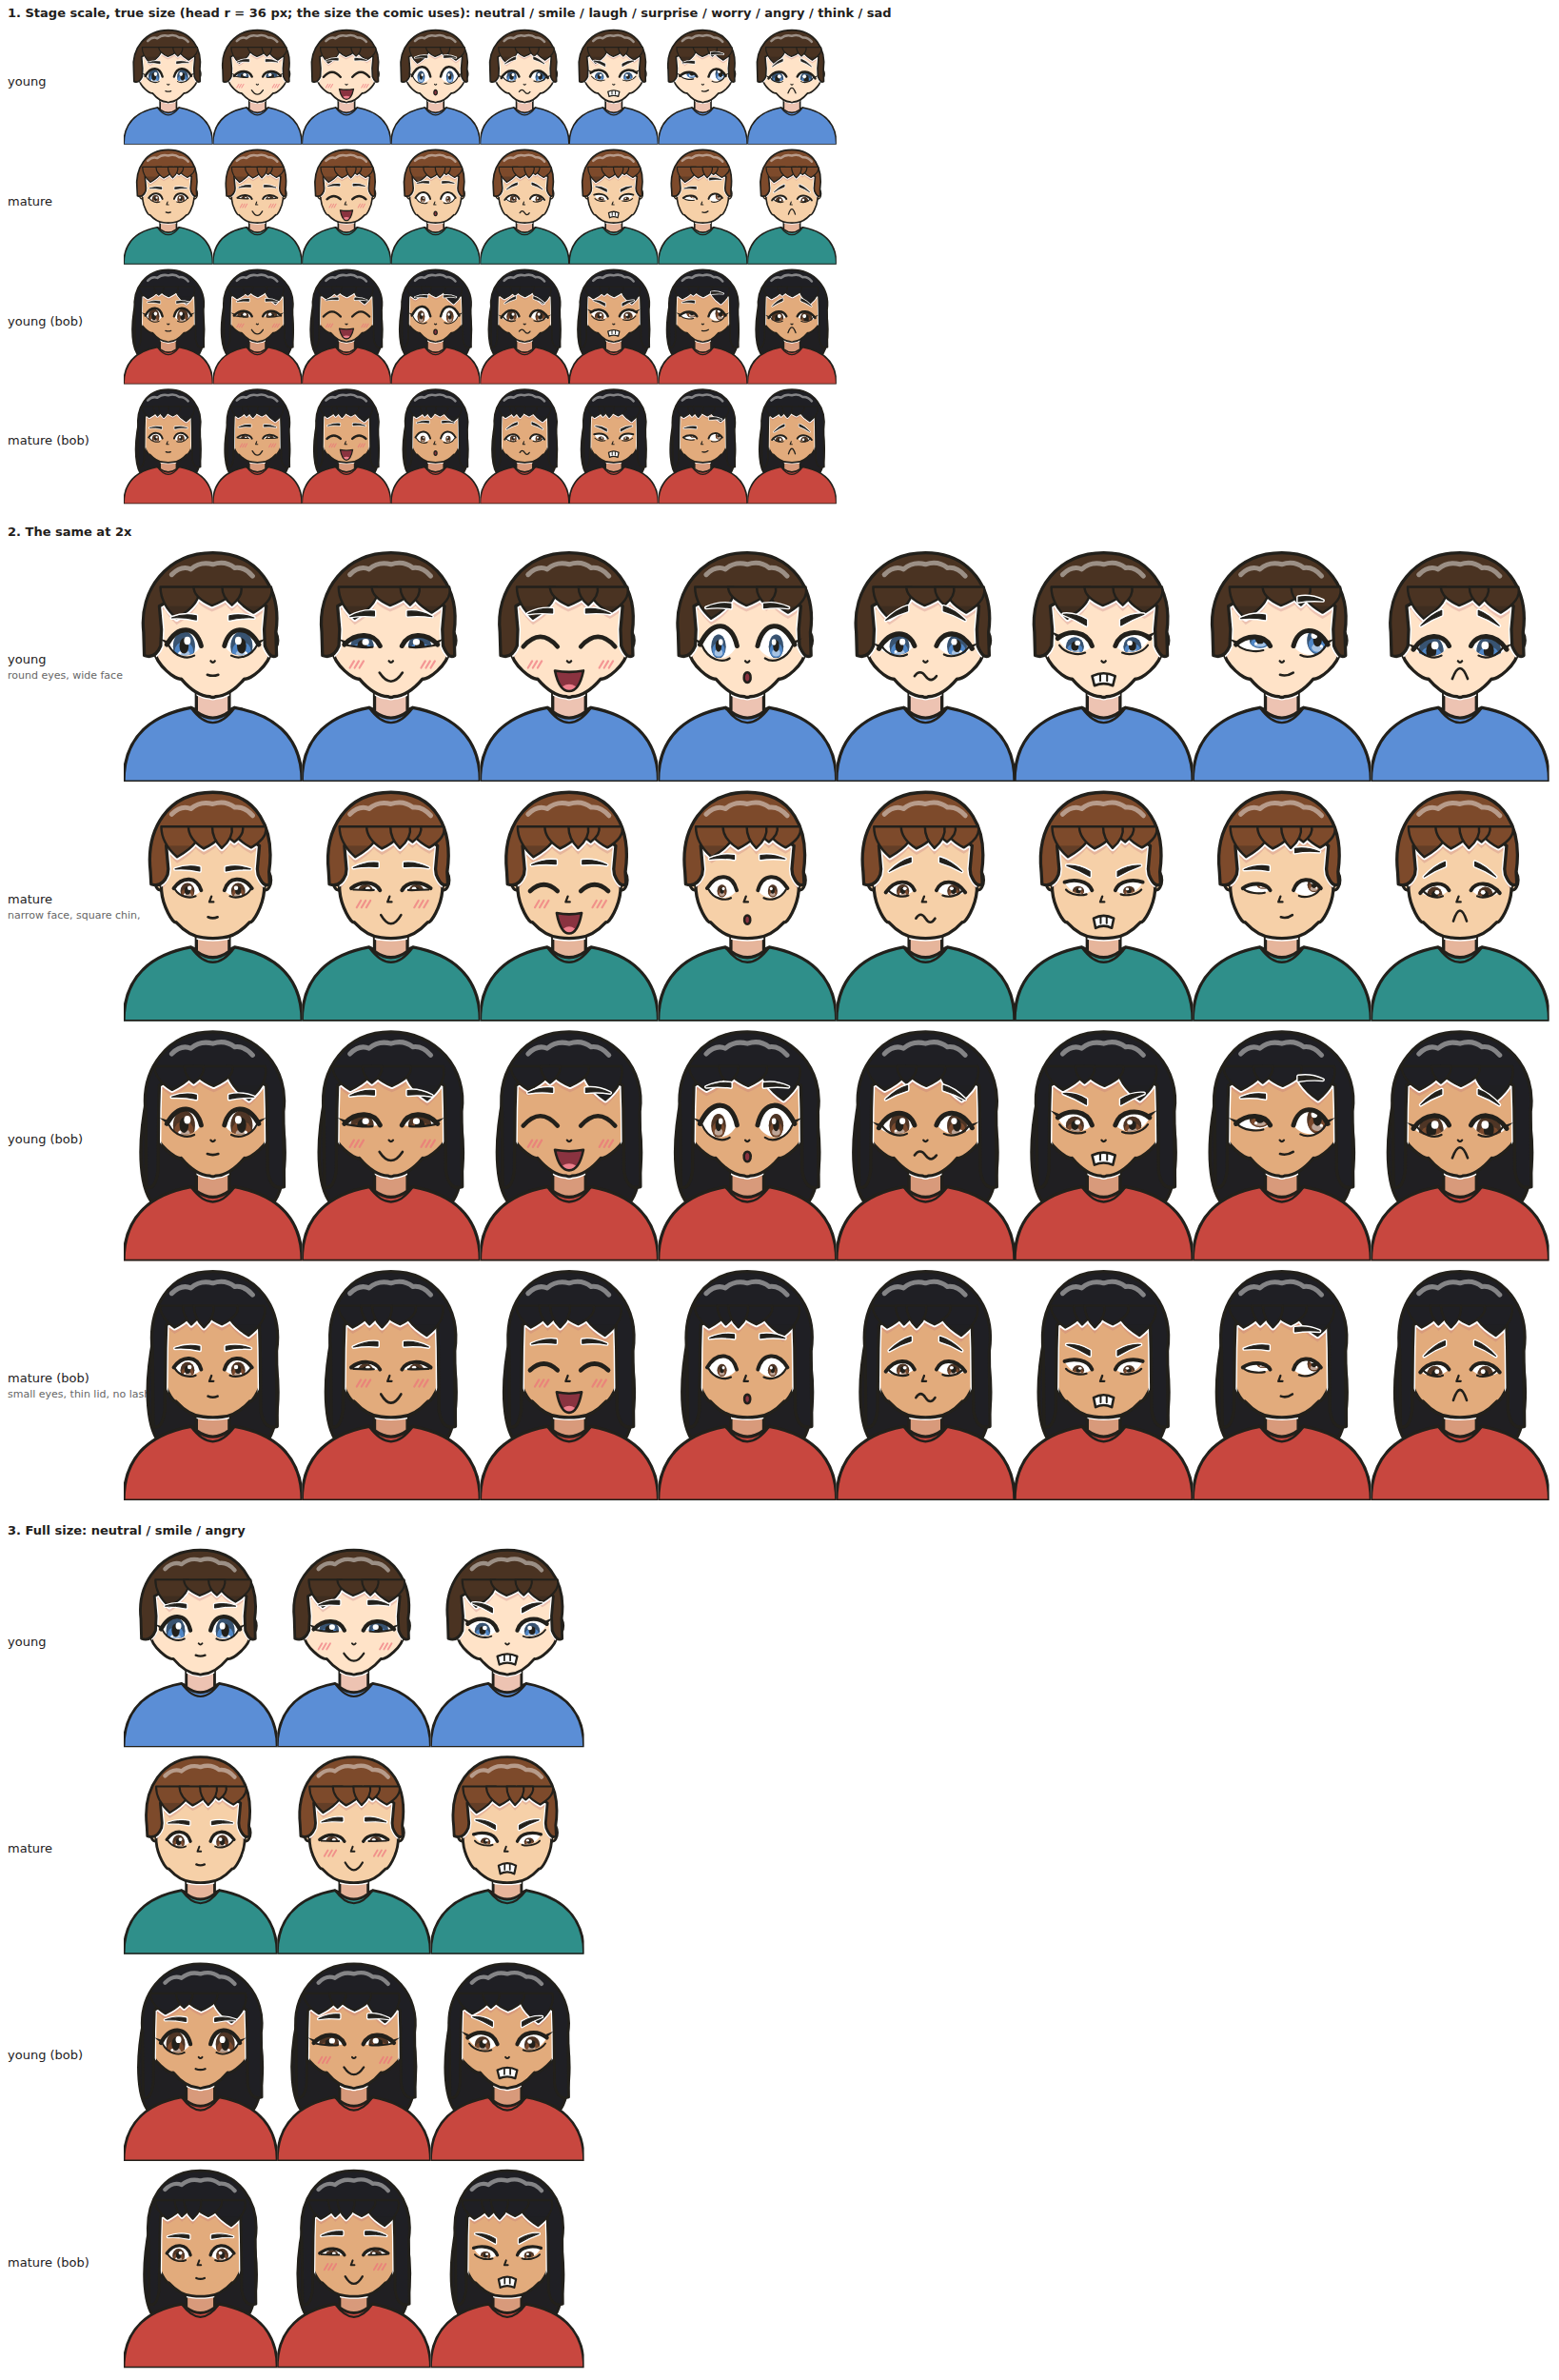 1. Stage scale, true size (head r = 36 px; the size the comic uses): neutral / smile / laugh / surprise / worry / angry / think / sad
young
mature
young (bob)
mature (bob)
2. The same at 2x
young
round eyes, wide face
mature
narrow face, square chin,
young (bob)
mature (bob)
small eyes, thin lid, no
3. Full size: neutral / smile / angry
young
mature
young (bob)
mature (bob)